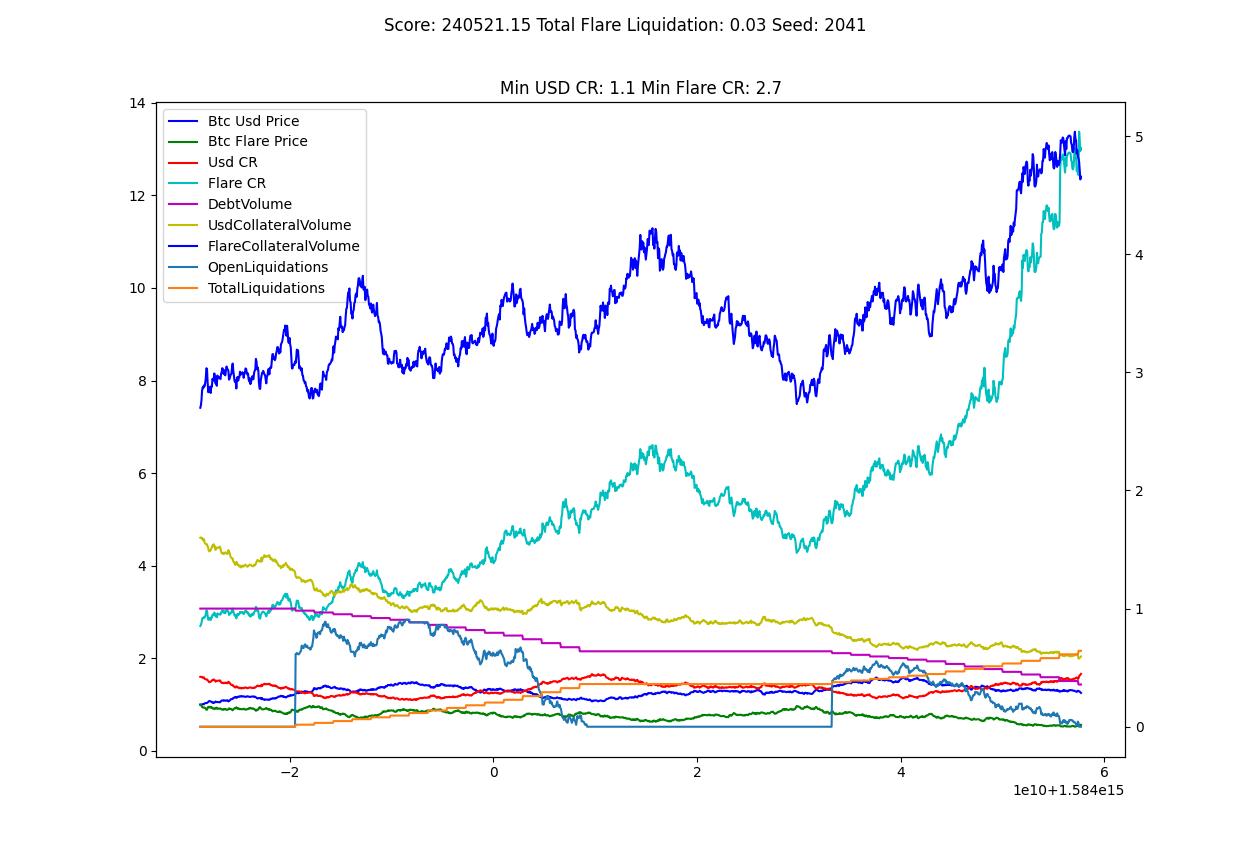 Score: 240521.15 Total Flare Liquidation: 0.03 Seed: 2041
Min USD CR: 1.1 Min Flare CR: 2.7
14
12
10
8
6
4
2
0
Btc Usd Price
Btc Flare Price
Usd CR
Flare CR
DebtVolume
UsdCollateralVolume
FlareCollateralVolume
OpenLiquidations
TotalLiquidations
5
4
3
2
1
0
−2
0
2
4
6
1e10+1.584e15